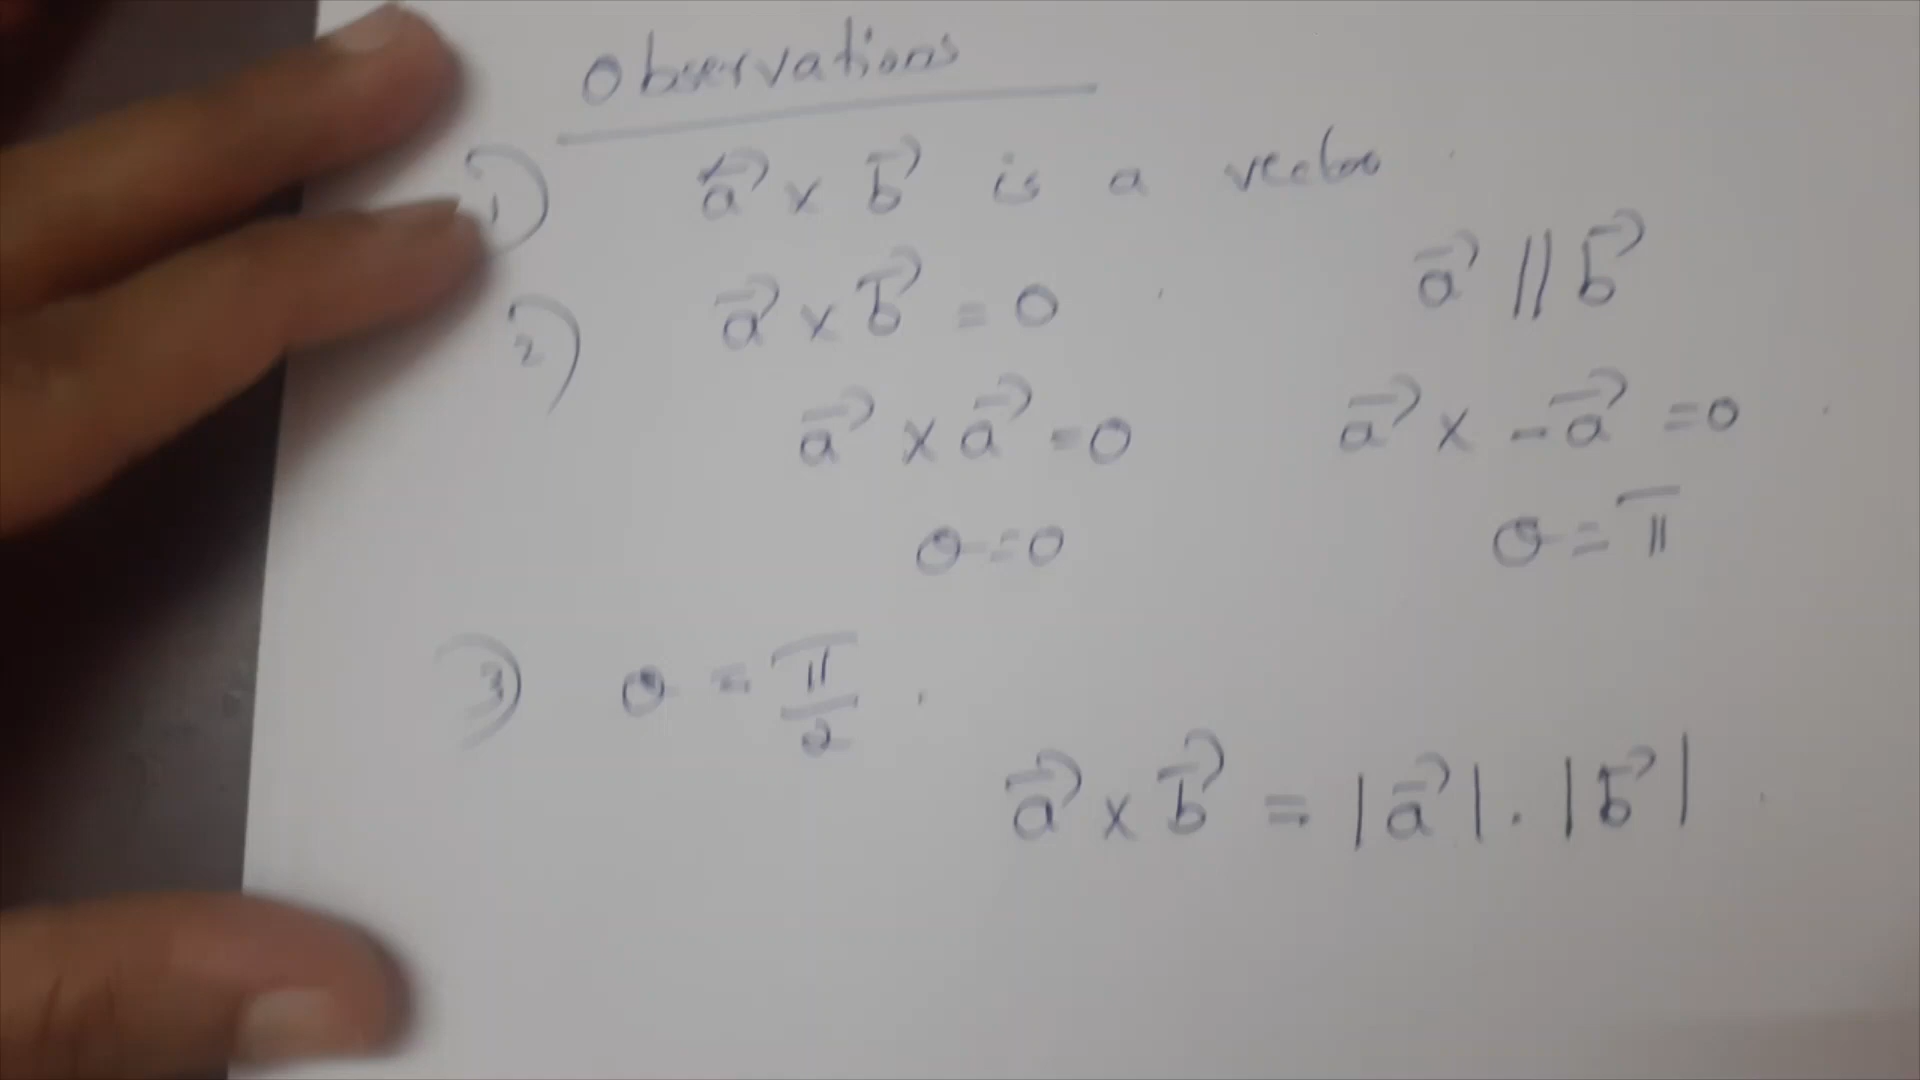 Observations
1) a⃗ × b⃗ is a vector
2) a⃗ × b⃗ = 0 a⃗ || b⃗
a⃗ × a⃗ = 0 a⃗ × -a⃗ = 0
θ = 0 θ = π
3) θ = π/2 .
a⃗ × b⃗ = |a⃗| . |b⃗|